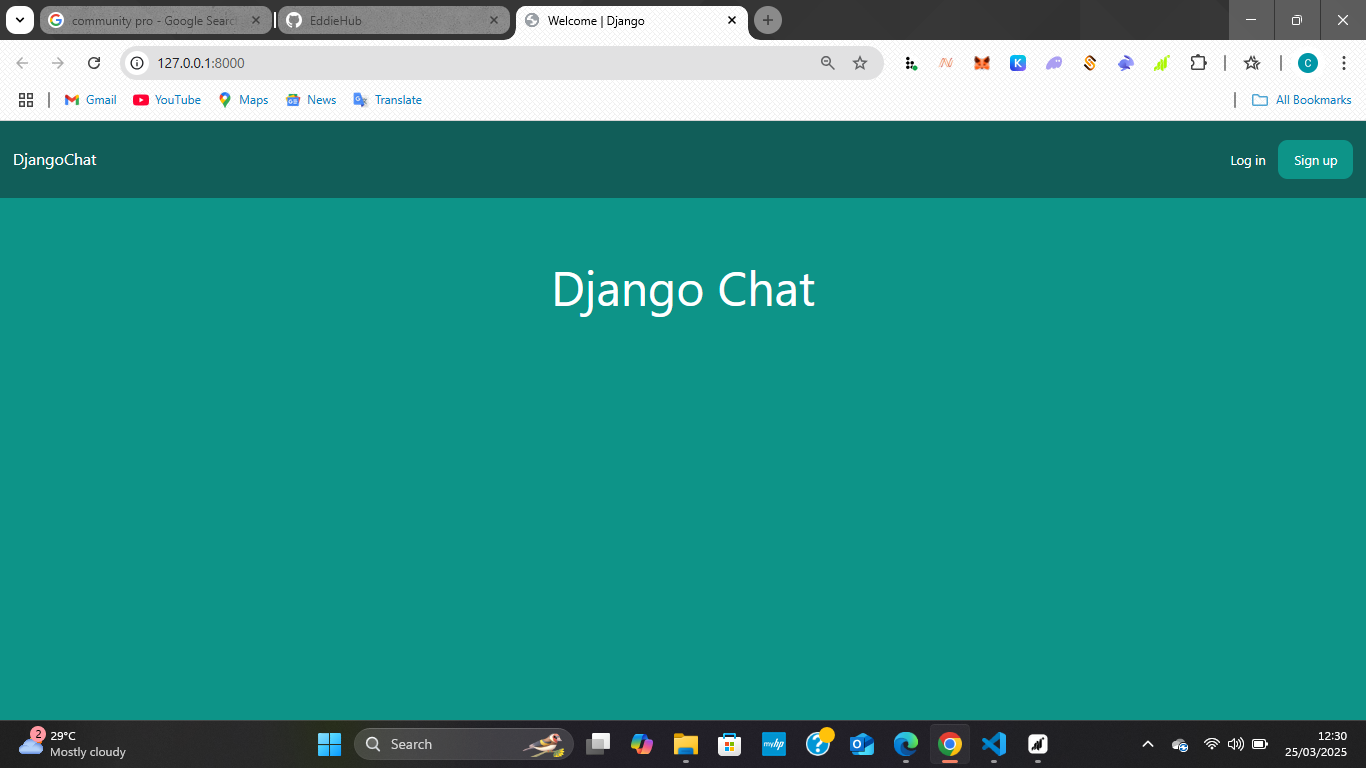 community pro - Google Search
EddieHub
Welcome | Django
127.0.0.1:8000
C
Gmail
YouTube
Maps
News
Translate
All Bookmarks
DjangoChat
Log in
Sign up
Django Chat
2
29°C
Mostly cloudy
Search
myhp
12:30
25/03/2025